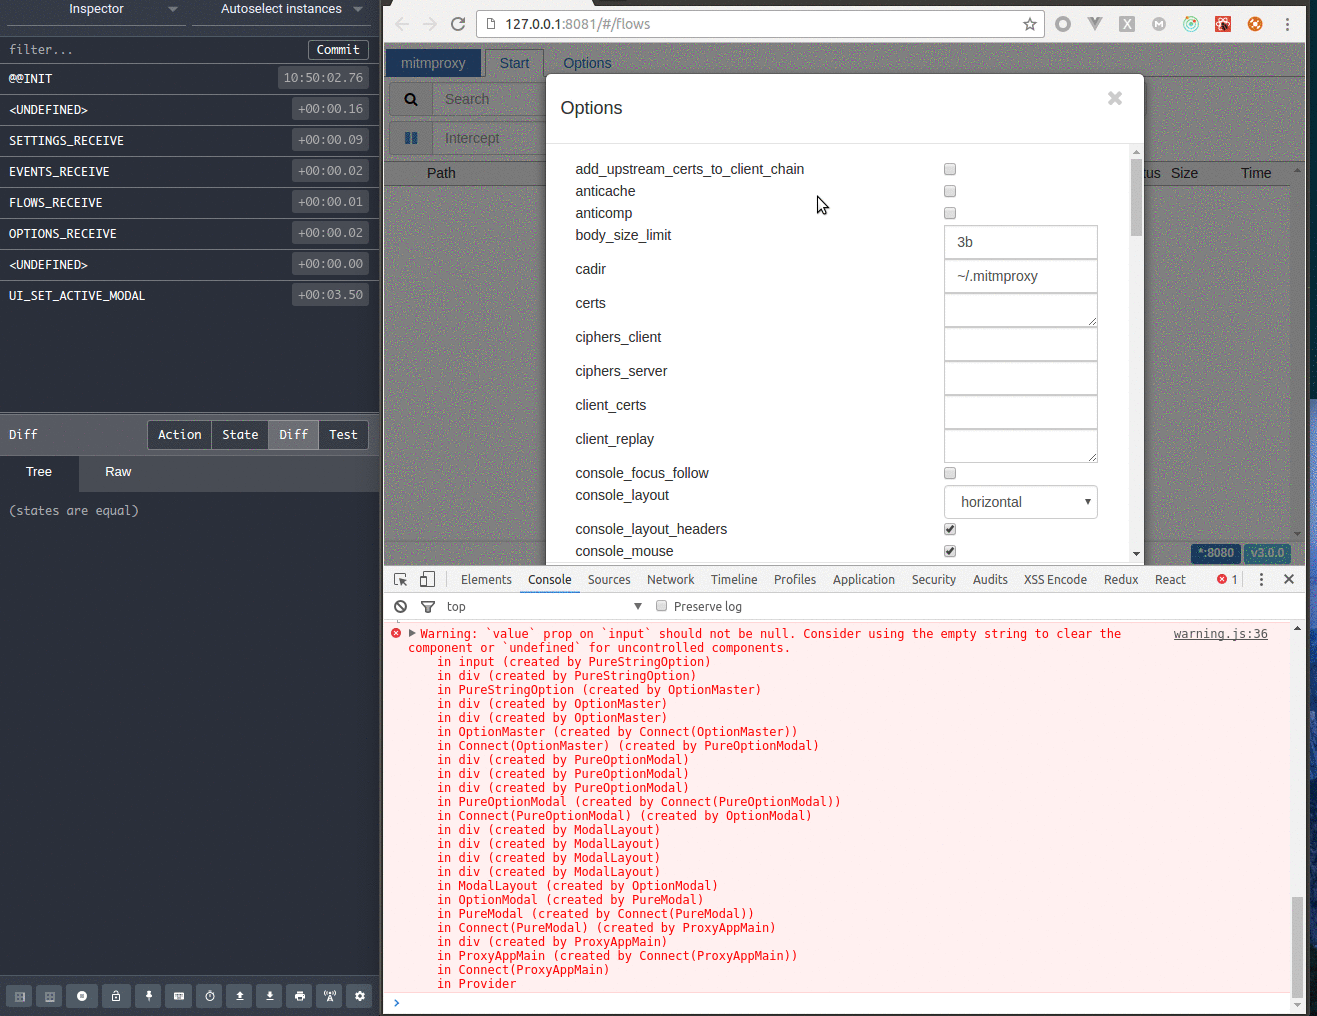 Inspector
Autoselect instances
filter...
Commit
@@INIT
10:50:02.76
<UNDEFINED>
+00:00.16
SETTINGS_RECEIVE
+00:00.09
EVENTS_RECEIVE
+00:00.02
FLOWS_RECEIVE
+00:00.01
OPTIONS_RECEIVE
+00:00.02
<UNDEFINED>
+00:00.00
UI_SET_ACTIVE_MODAL
+00:03.50
Diff
Action
State
Diff
Test
Tree
Raw
(states are equal)
127.0.0.1:8081/#/flows
mitmproxy
Start
Options
Search
Intercept
Path
tus
Size
Time
Options
add_upstream_certs_to_client_chain
anticache
anticomp
body_size_limit
3b
cadir
~/.mitmproxy
certs
ciphers_client
ciphers_server
client_certs
client_replay
console_focus_follow
console_layout
horizontal
console_layout_headers
console_mouse
*:8080
v3.0.0
Elements
Console
Sources
Network
Timeline
Profiles
Application
Security
Audits
XSS Encode
Redux
React
1
top
Preserve log
Warning: `value` prop on `input` should not be null. Consider using the empty string to clear the
warning.js:36
component or `undefined` for uncontrolled components.
in input (created by PureStringOption)
in div (created by PureStringOption)
in PureStringOption (created by OptionMaster)
in div (created by OptionMaster)
in div (created by OptionMaster)
in OptionMaster (created by Connect(OptionMaster))
in Connect(OptionMaster) (created by PureOptionModal)
in div (created by PureOptionModal)
in div (created by PureOptionModal)
in div (created by PureOptionModal)
in PureOptionModal (created by Connect(PureOptionModal))
in Connect(PureOptionModal) (created by OptionModal)
in div (created by ModalLayout)
in div (created by ModalLayout)
in div (created by ModalLayout)
in div (created by ModalLayout)
in ModalLayout (created by OptionModal)
in OptionModal (created by PureModal)
in PureModal (created by Connect(PureModal))
in Connect(PureModal) (created by ProxyAppMain)
in div (created by ProxyAppMain)
in ProxyAppMain (created by Connect(ProxyAppMain))
in Connect(ProxyAppMain)
in Provider